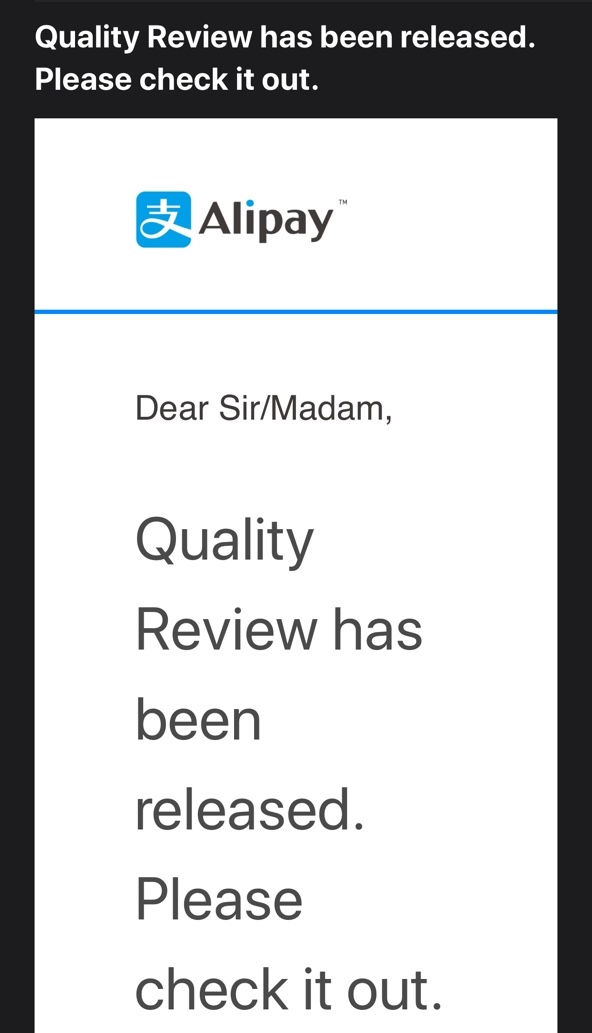 Quality Review has been released.
Please check it out.
支 Alipay™
Dear Sir/Madam,
Quality
Review has
been
released.
Please
check it out.